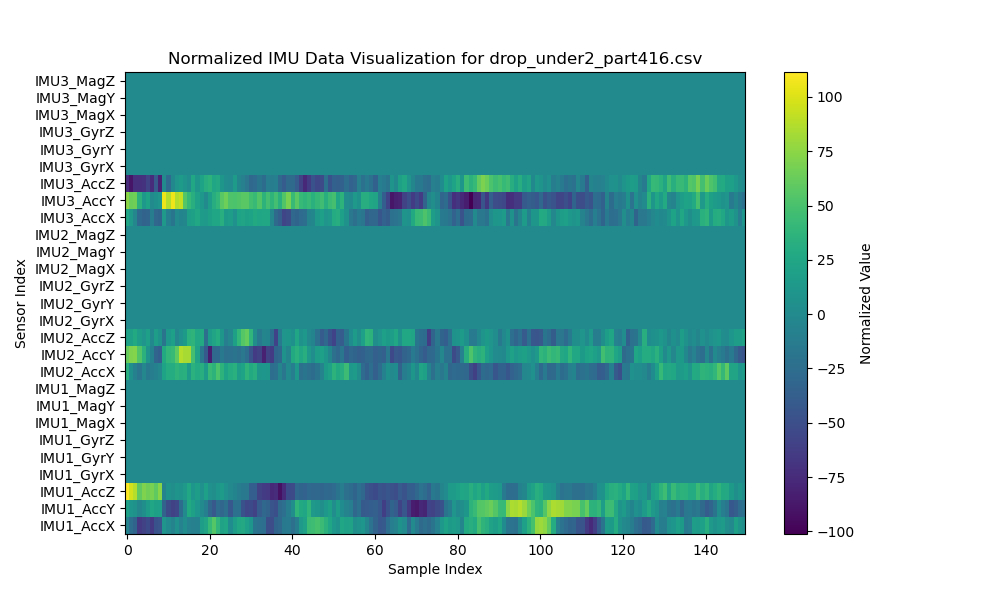 Normalized IMU Data Visualization for drop_under2_part416.csv
IMU3_MagZ
IMU3_MagY
IMU3_MagX
IMU3_GyrZ
IMU3_GyrY
IMU3_GyrX
IMU3_AccZ
IMU3_AccY
IMU3_AccX
IMU2_MagZ
IMU2_MagY
IMU2_MagX
IMU2_GyrZ
IMU2_GyrY
IMU2_GyrX
IMU2_AccZ
IMU2_AccY
IMU2_AccX
IMU1_MagZ
IMU1_MagY
IMU1_MagX
IMU1_GyrZ
IMU1_GyrY
IMU1_GyrX
IMU1_AccZ
IMU1_AccY
IMU1_AccX
Sensor Index
0 20 40 60 80 100 120 140
Sample Index
100
75
50
25
0
−25
−50
−75
−100
Normalized Value